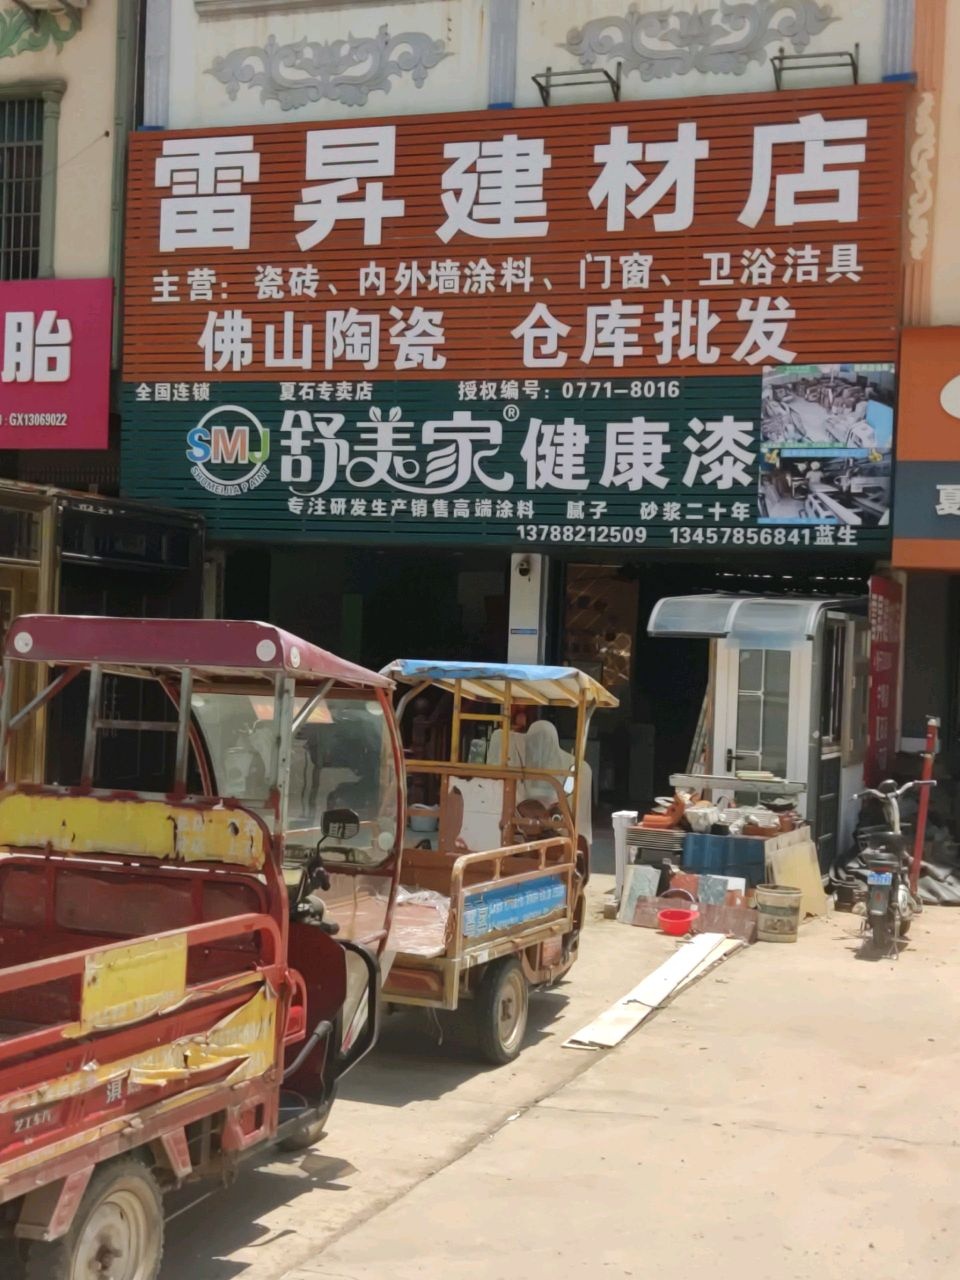 雷昇建材店
主营：瓷砖、内外墙涂料、门窗、卫浴洁具
佛山陶瓷 仓库批发
全国连锁 夏石专卖店 授权编号：0771-8016
SMJ
SHUMEIJIA PAINT
舒美家® 健康漆
专注研发生产销售高端涂料 腻子 砂浆二十年
13788212509 13457856841蓝生
胎
GX13069022
夏